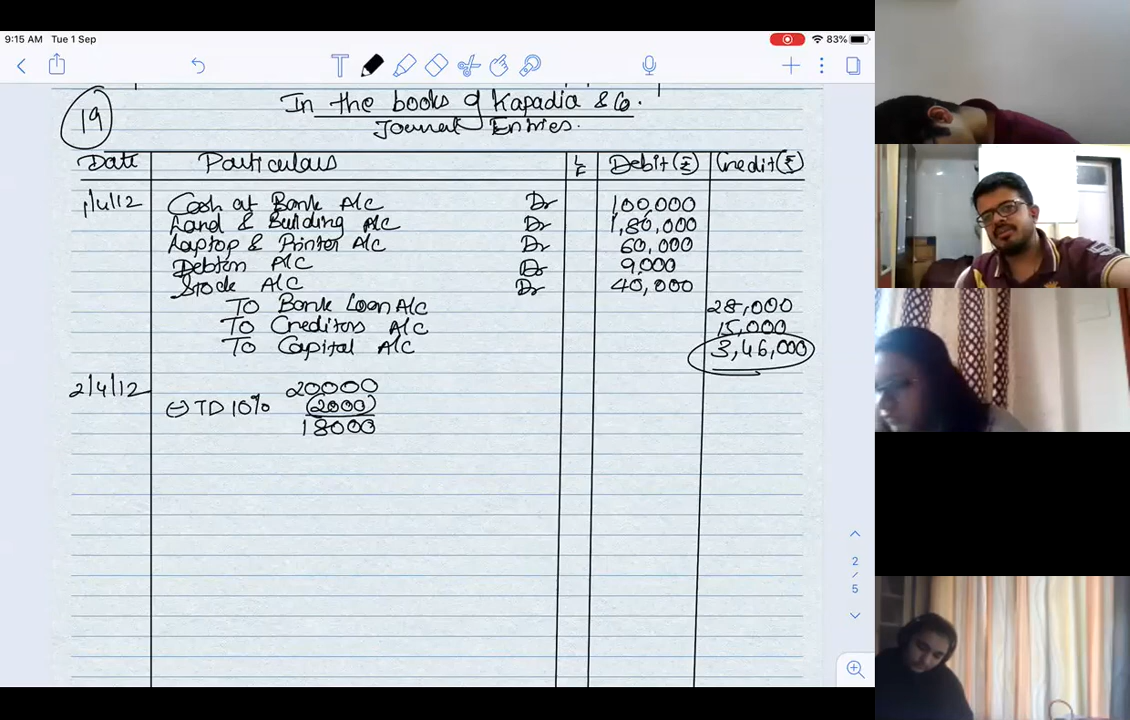 9:15 AM Tue 1 Sep 83%
19
In the books of Kapadia & Co.
Journal Entries.
Date Particulars LF Debit (₹) Credit (₹)
1/4/12 Cash at Bank A/c Dr 100,000
Land & Building A/c Dr 1,80,000
Laptop & Printer A/c Dr 60,000
Debtors A/c Dr 9,000
Stock A/c Dr 40,000
To Bank Loan A/c 28,000
To Creditors A/c 15,000
To Capital A/c 3,46,000
2/4/12 20000
(-) TD 10% (2000)
18000
2
/
5